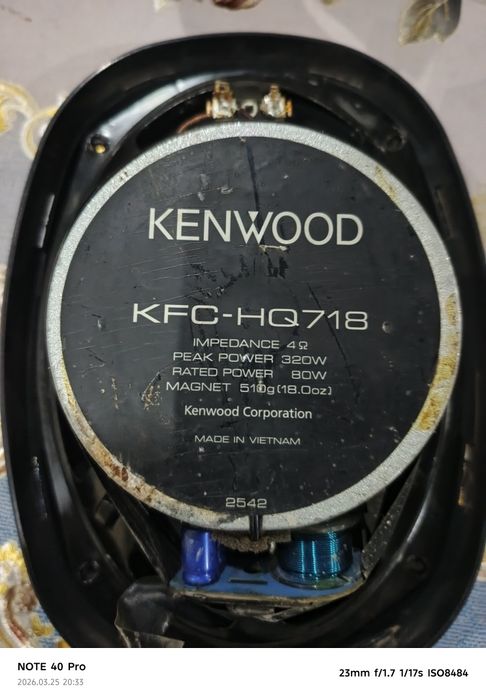 KENWOOD
KFC-HQ718
IMPEDANCE 4Ω
PEAK POWER 320W
RATED POWER 80W
MAGNET 510g(18.0oz)
Kenwood Corporation
MADE IN VIETNAM
2542
NOTE 40 Pro
2026.03.25 20:33
23mm f/1.7 1/17s ISO8484